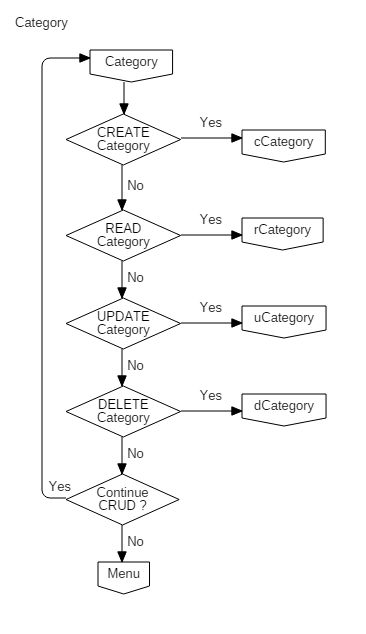 Category
Category
CREATE
Category
Yes
cCategory
No
READ
Category
Yes
rCategory
No
UPDATE
Category
Yes
uCategory
No
DELETE
Category
Yes
dCategory
No
Continue
CRUD ?
Yes
No
Menu